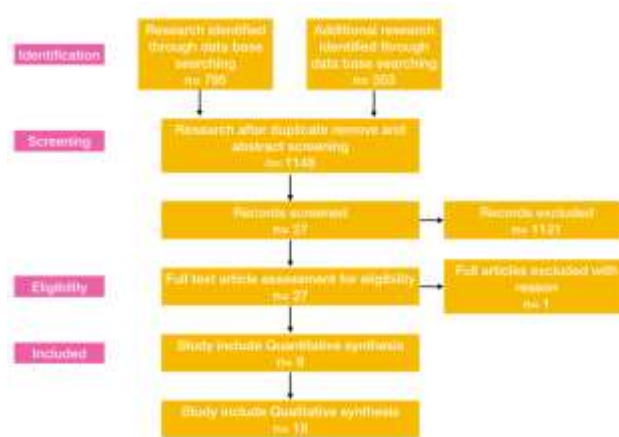 Identification
Research identified
through data base
searching
n= 795
Additional research
identified through
data base searching
n= 353
Screening
Research after duplicate remove and
abstract screening
n= 1148
Records screened
n= 27
Records excluded
n= 1121
Eligibility
Full text article assessment for eligibility
n= 27
Full articles excluded with
reason
n= 1
Included
Study include Quantitative synthesis
n=
Study include Qualitative synthesis
n= 18